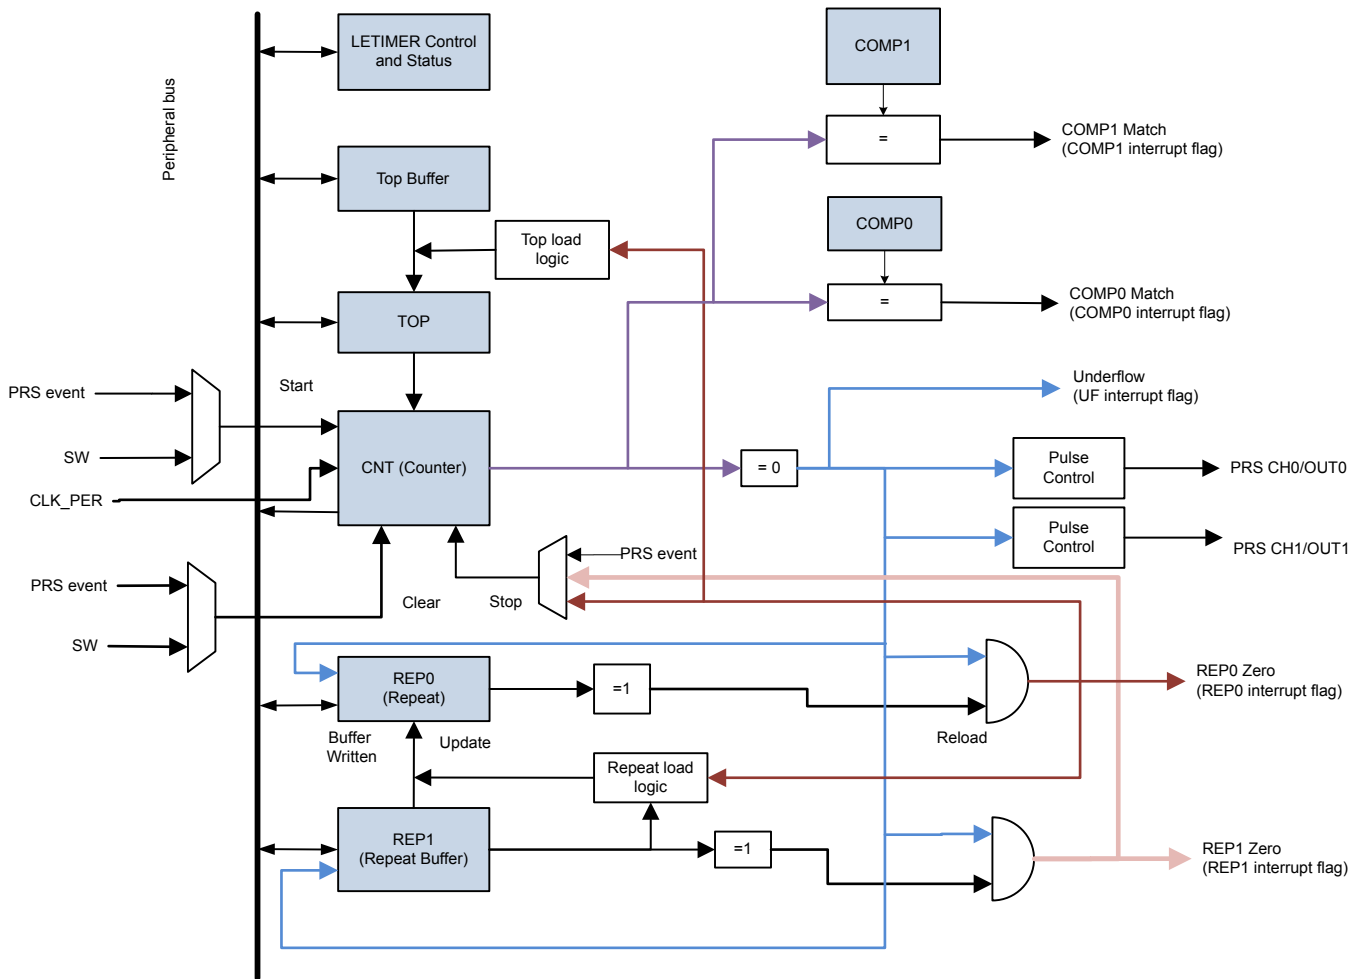 LETIMER Control
and Status
COMP1
Peripheral bus
=
COMP1 Match
(COMP1 interrupt flag)
Top Buffer
Top load
logic
COMP0
TOP
=
COMP0 Match
(COMP0 interrupt flag)
PRS event
Start
Underflow
(UF interrupt flag)
SW
CNT (Counter)
= 0
Pulse
Control
PRS CH0/OUT0
CLK_PER
Pulse
Control
PRS CH1/OUT1
PRS event
PRS event
Clear
Stop
SW
REP0
(Repeat)
=1
REP0 Zero
(REP0 interrupt flag)
Buffer
Written
Update
Reload
Repeat load
logic
REP1
(Repeat Buffer)
=1
REP1 Zero
(REP1 interrupt flag)